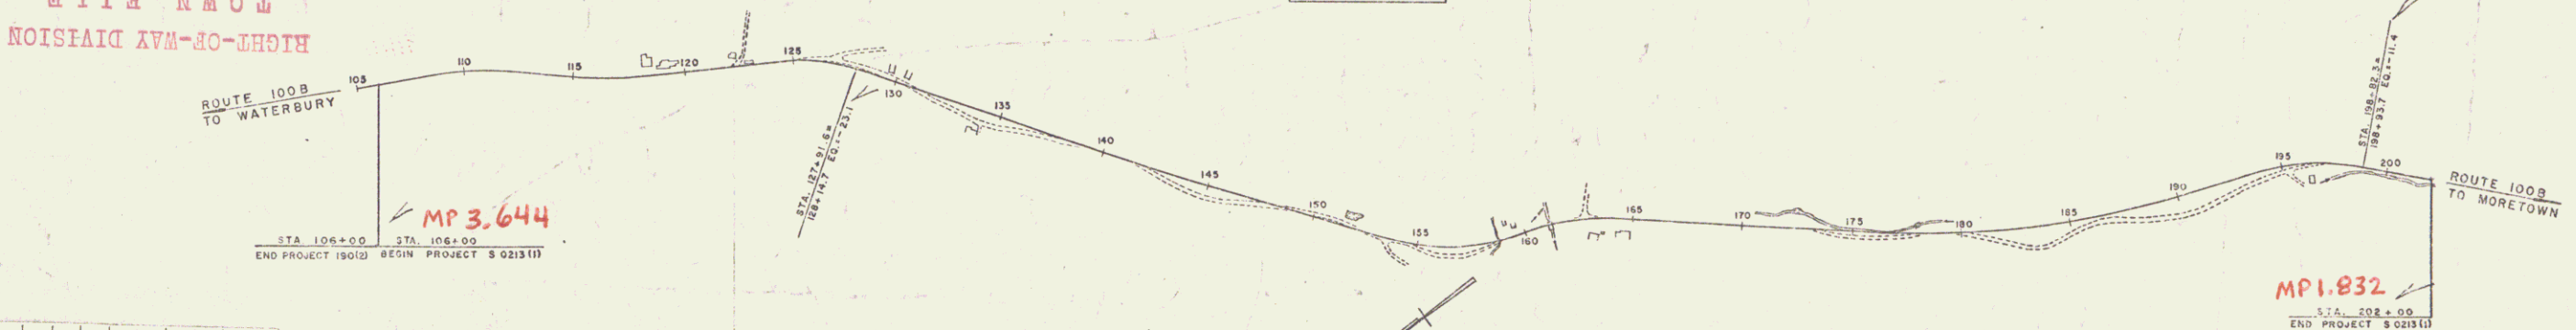 TOWN FILE
RIGHT-OF-WAY DIVISION
ROUTE 100B
TO WATERBURY
105
110
115
120
125
130
135
140
145
150
155
160
165
170
175
180
185
190
195
200
STA. 127+91.6=
128+14.7 EQ.=-23.1
STA. 198+82.3=
198+93.7 EQ.=-11.4
ROUTE 100B
TO MORETOWN
MP 3.644
STA. 106+00 STA. 106+00
END PROJECT 190(2) BEGIN PROJECT S 0213(1)
MP1.832
STA. 202+00
END PROJECT S 0213(1)